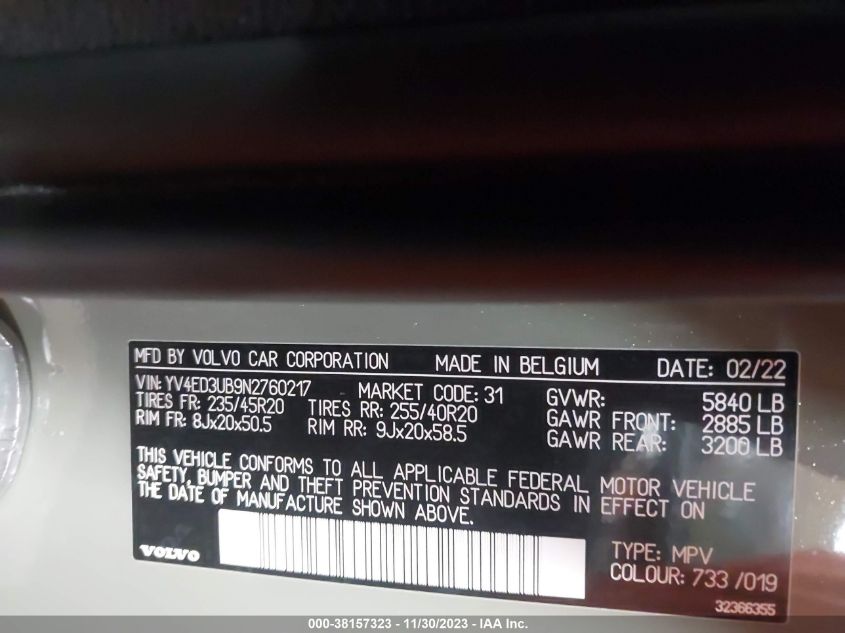 MFD BY VOLVO CAR CORPORATION MADE IN BELGIUM DATE: 02/22
VIN: YV4ED3UB9N2760217 MARKET CODE: 31 GVWR: 5840 LB
TIRES FR: 235/45R20 TIRES RR: 255/40R20 GAWR FRONT: 2885 LB
RIM FR: 8Jx20x50.5 RIM RR: 9Jx20x58.5 GAWR REAR: 3200 LB
THIS VEHICLE CONFORMS TO ALL APPLICABLE FEDERAL MOTOR VEHICLE
SAFETY, BUMPER AND THEFT PREVENTION STANDARDS IN EFFECT ON
THE DATE OF MANUFACTURE SHOWN ABOVE.
VOLVO
TYPE: MPV
COLOUR: 733 /019
32366355
000-38157323 - 11/30/2023 - IAA Inc.